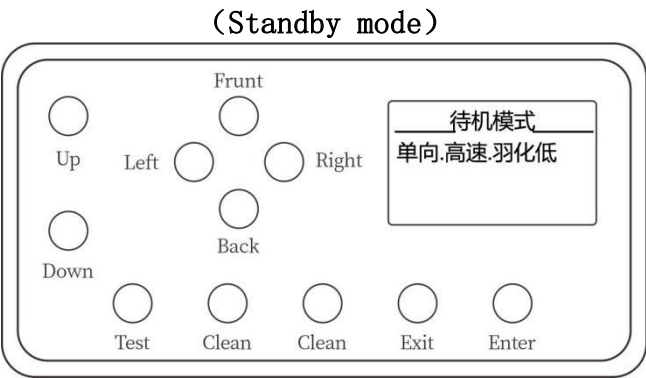 （Standby mode）
Frunt
待机模式
单向.高速.羽化低
Up
Left
Right
Back
Down
Test
Clean
Clean
Exit
Enter